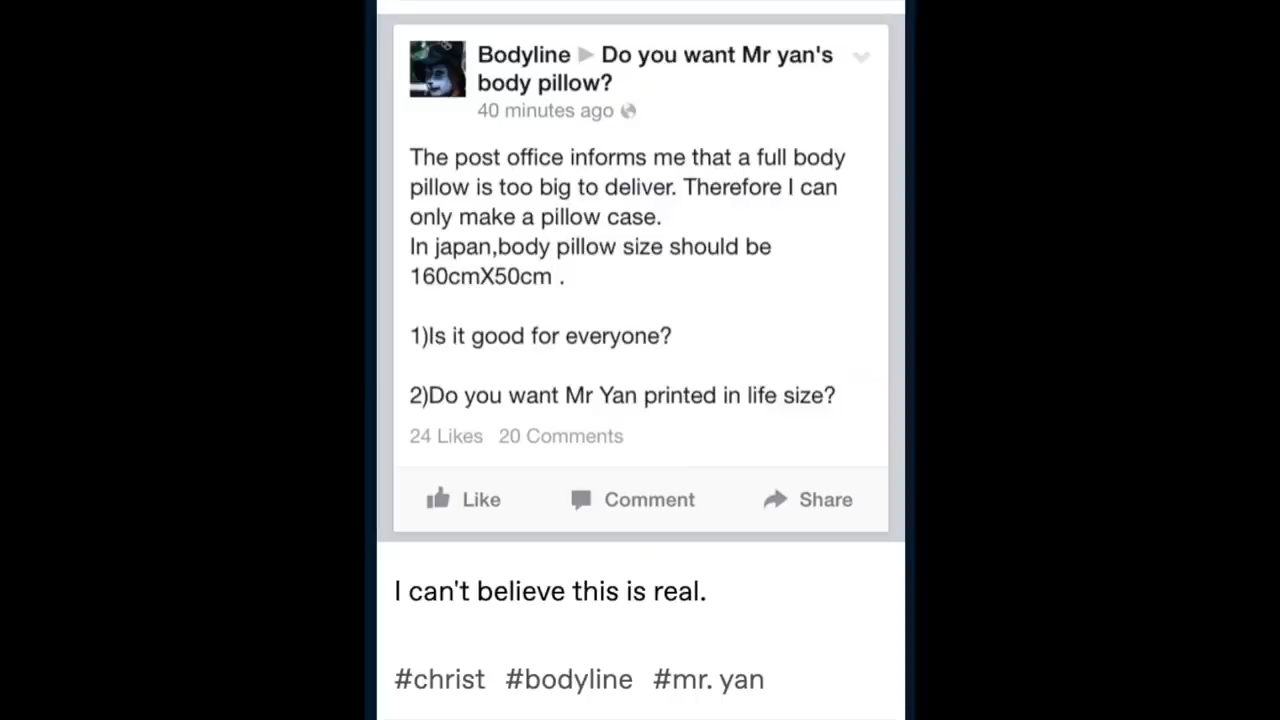 Bodyline ▶ Do you want Mr yan's
body pillow?
40 minutes ago
The post office informs me that a full body
pillow is too big to deliver. Therefore I can
only make a pillow case.
In japan,body pillow size should be
160cmX50cm .
1)Is it good for everyone?
2)Do you want Mr Yan printed in life size?
24 Likes 20 Comments
Like Comment Share
I can't believe this is real.
#christ #bodyline #mr. yan